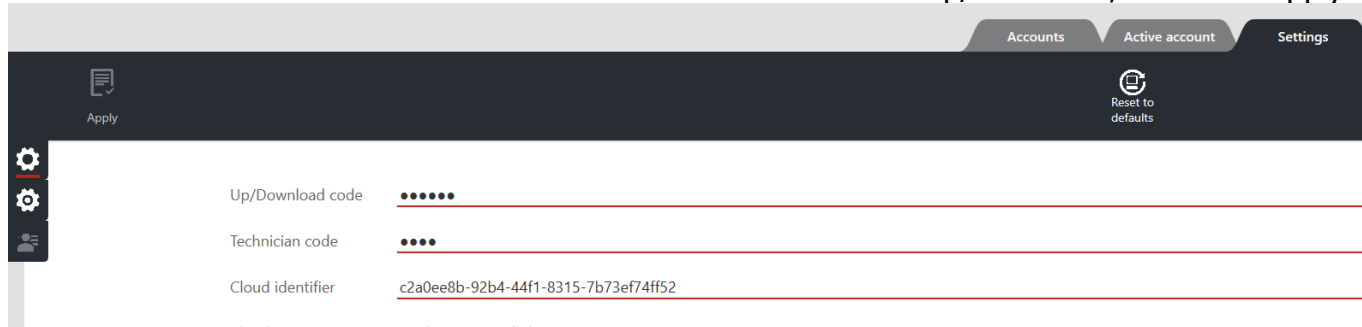 Accounts Active account Settings
Apply
Reset to
defaults
Up/Download code ●●●●●●
Technician code ●●●●
Cloud identifier c2a0ee8b-92b4-44f1-8315-7b73ef74ff52